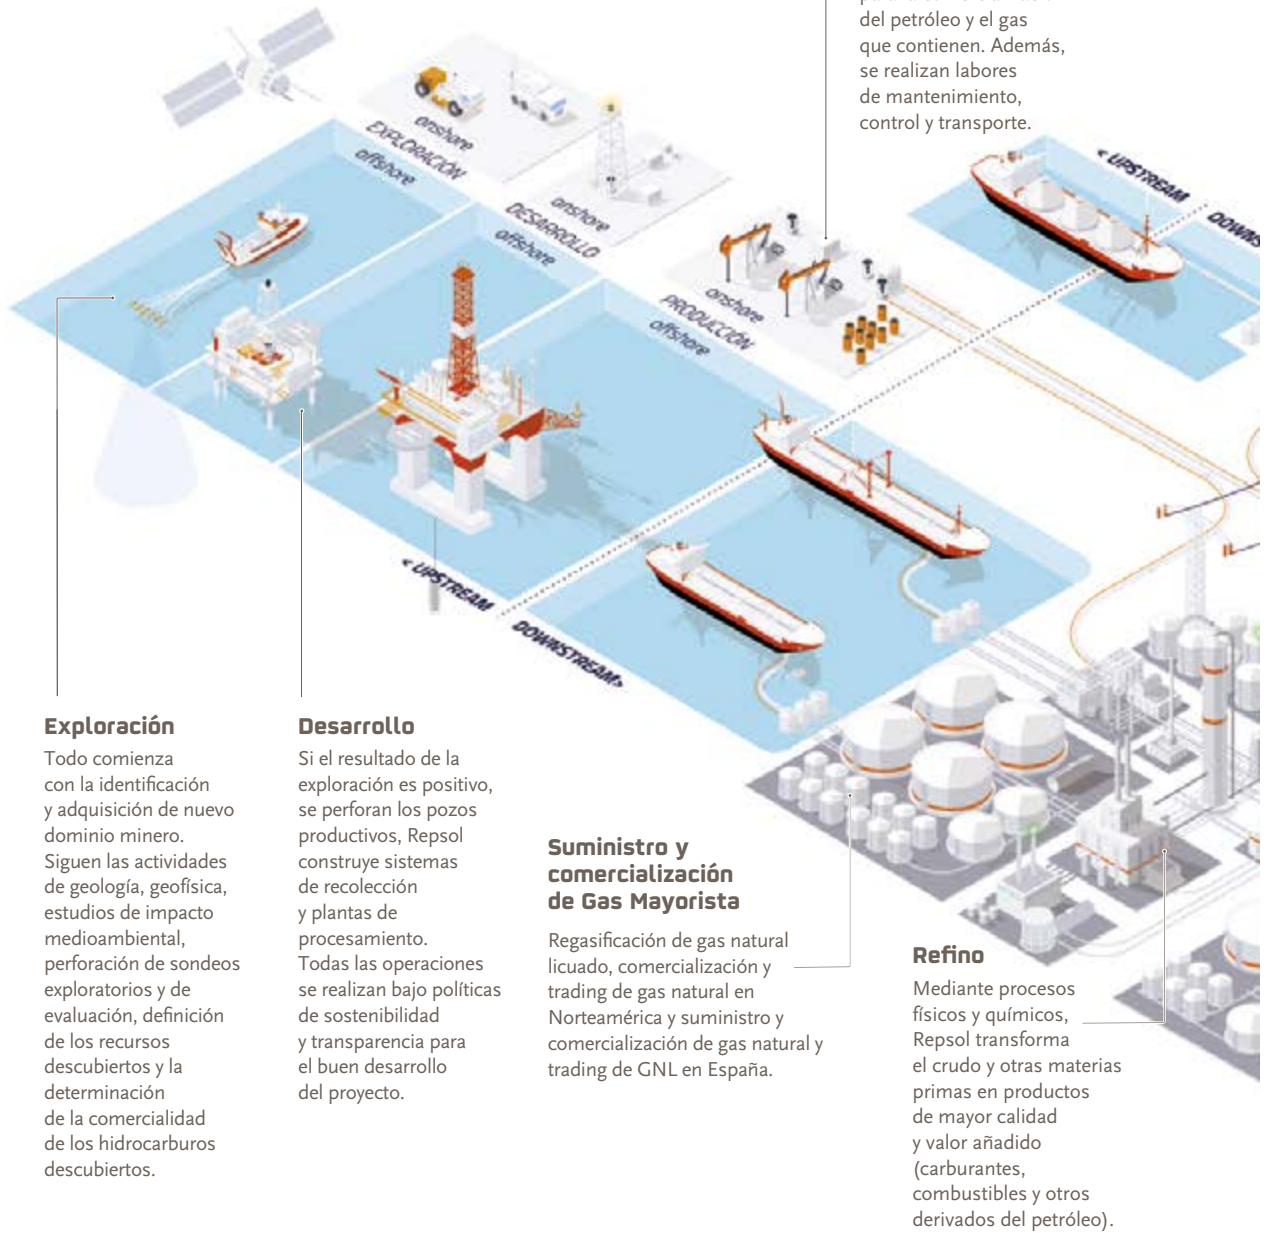 del petróleo y el gas
que contienen. Además,
se realizan labores
de mantenimiento,
control y transporte.
onshore
EXPLORACIÓN
offshore
onshore
DESARROLLO
offshore
onshore
PRODUCCIÓN
offshore
< UPSTREAM
< UPSTREAM
DOWNSTREAM>
Exploración
Todo comienza
con la identificación
y adquisición de nuevo
dominio minero.
Siguen las actividades
de geología, geofísica,
estudios de impacto
medioambiental,
perforación de sondeos
exploratorios y de
evaluación, definición
de los recursos
descubiertos y la
determinación
de la comercialidad
de los hidrocarburos
descubiertos.
Desarrollo
Si el resultado de la
exploración es positivo,
se perforan los pozos
productivos, Repsol
construye sistemas
de recolección
y plantas de
procesamiento.
Todas las operaciones
se realizan bajo políticas
de sostenibilidad
y transparencia para
el buen desarrollo
del proyecto.
Suministro y
comercialización
de Gas Mayorista
Regasificación de gas natural
licuado, comercialización y
trading de gas natural en
Norteamérica y suministro y
comercialización de gas natural y
trading de GNL en España.
Refino
Mediante procesos
físicos y químicos,
Repsol transforma
el crudo y otras materias
primas en productos
de mayor calidad
y valor añadido
(carburantes,
combustibles y otros
derivados del petróleo).